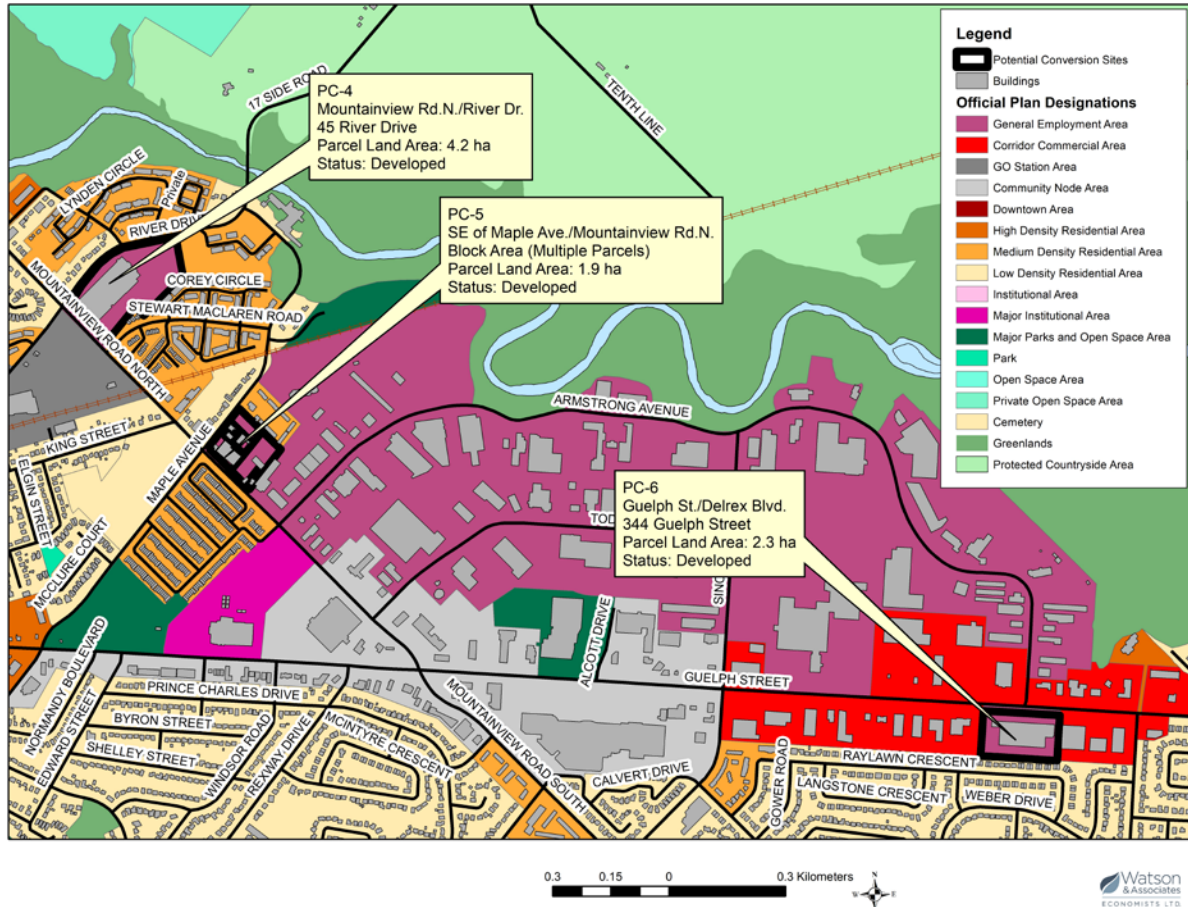 Legend
Potential Conversion Sites
Buildings
Official Plan Designations
General Employment Area
Corridor Commercial Area
GO Station Area
Community Node Area
Downtown Area
High Density Residential Area
Medium Density Residential Area
Low Density Residential Area
Institutional Area
Major Institutional Area
Major Parks and Open Space Area
Park
Open Space Area
Private Open Space Area
Cemetery
Greenlands
Protected Countryside Area
17 SIDE ROAD
TENTH LINE
PC-4
Mountainview Rd.N./River Dr.
45 River Drive
Parcel Land Area: 4.2 ha
Status: Developed
LYNDEN CIRCLE
Private
RIVER DRIVE
PC-5
SE of Maple Ave./Mountainview Rd.N.
Block Area (Multiple Parcels)
Parcel Land Area: 1.9 ha
Status: Developed
COREY CIRCLE
STEWART MACLAREN ROAD
MOUNTAINVIEW ROAD NORTH
ARMSTRONG AVENUE
KING STREET
MAPLE AVENUE
ELGIN STREET
MCCLURE COURT
PC-6
Guelph St./Delrex Blvd.
344 Guelph Street
Parcel Land Area: 2.3 ha
Status: Developed
TOD
SINC
ALCOTT DRIVE
GUELPH STREET
NORMANDY BOULEVARD
EDWARD STREET
PRINCE CHARLES DRIVE
BYRON STREET
SHELLEY STREET
WINDSOR ROAD
REXWAY DRIVE
MCINTYRE CRESCENT
MOUNTAINVIEW ROAD SOUTH
CALVERT DRIVE
GOWER ROAD
RAYLAWN CRESCENT
LANGSTONE CRESCENT
WEBER DRIVE
0.3 0.15 0 0.3 Kilometers
N
W E
S
Watson
& Associates
ECONOMISTS LTD.